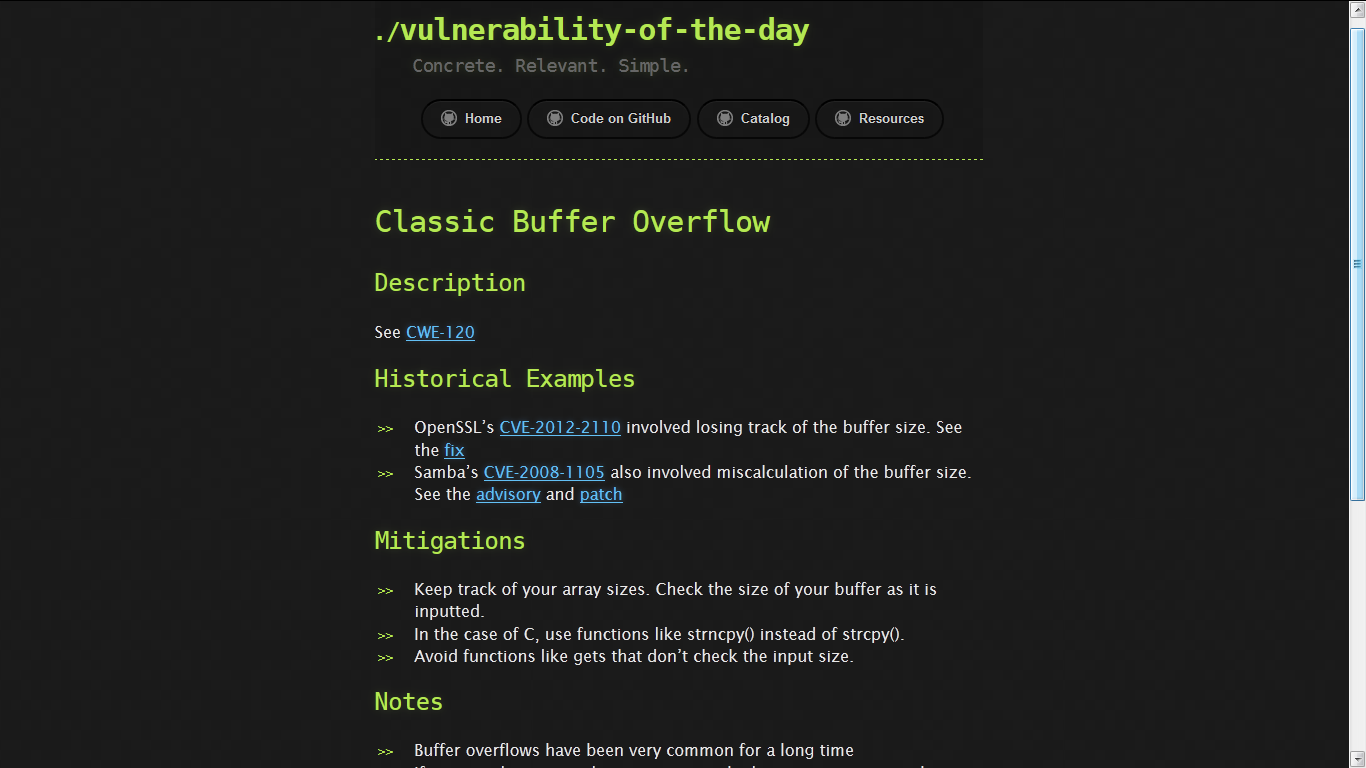 ./vulnerability-of-the-day
Concrete. Relevant. Simple.
Home
Code on GitHub
Catalog
Resources
Classic Buffer Overflow
Description
See CWE-120
Historical Examples
>> OpenSSL’s CVE-2012-2110 involved losing track of the buffer size. See
the fix
>> Samba’s CVE-2008-1105 also involved miscalculation of the buffer size.
See the advisory and patch
Mitigations
>> Keep track of your array sizes. Check the size of your buffer as it is
inputted.
>> In the case of C, use functions like strncpy() instead of strcpy().
>> Avoid functions like gets that don’t check the input size.
Notes
>> Buffer overflows have been very common for a long time